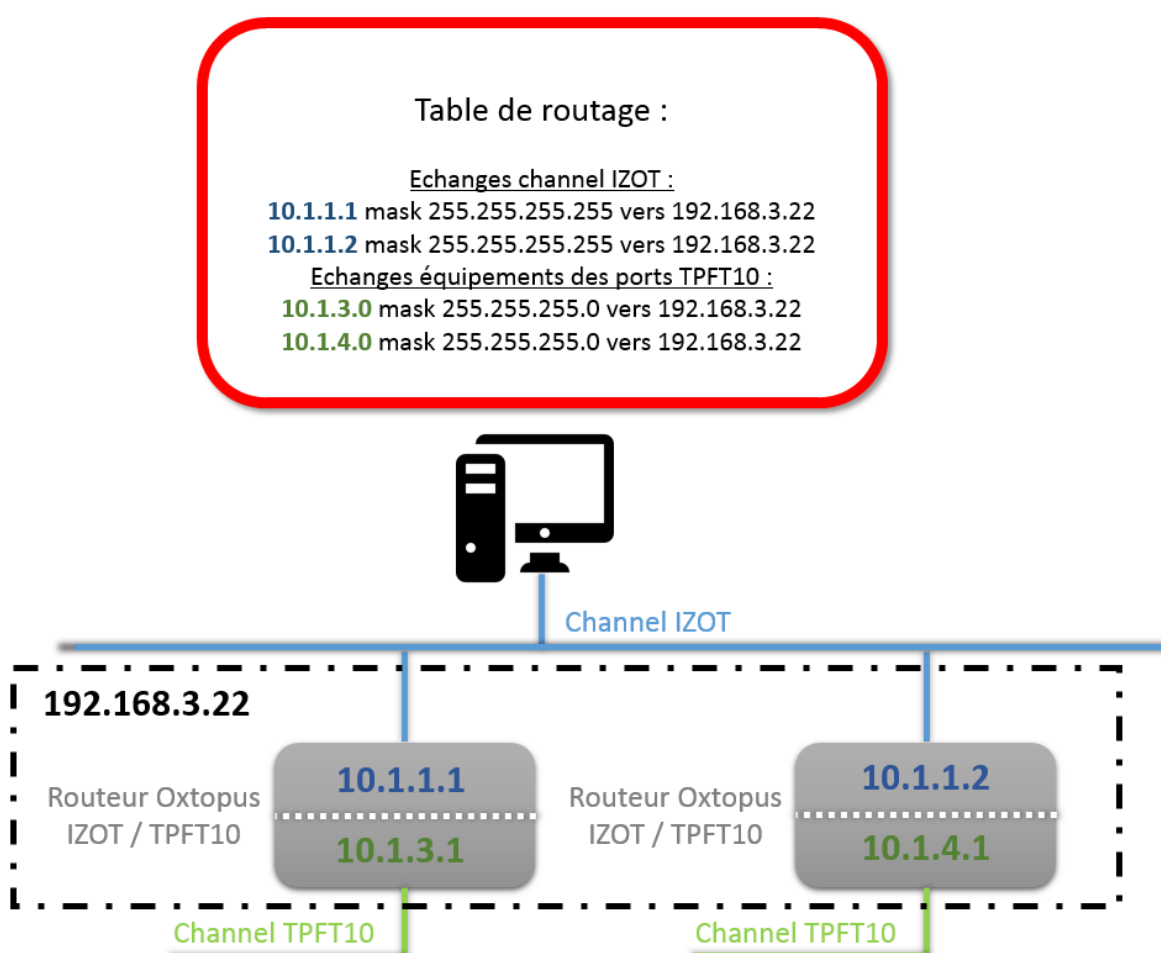 Table de routage :
Echanges channel IZOT :
10.1.1.1 mask 255.255.255.255 vers 192.168.3.22
10.1.1.2 mask 255.255.255.255 vers 192.168.3.22
Echanges équipements des ports TPFT10 :
10.1.3.0 mask 255.255.255.0 vers 192.168.3.22
10.1.4.0 mask 255.255.255.0 vers 192.168.3.22
Channel IZOT
192.168.3.22
Routeur Oxtopus
IZOT / TPFT10
10.1.1.1
10.1.3.1
Routeur Oxtopus
IZOT / TPFT10
10.1.1.2
10.1.4.1
Channel TPFT10
Channel TPFT10